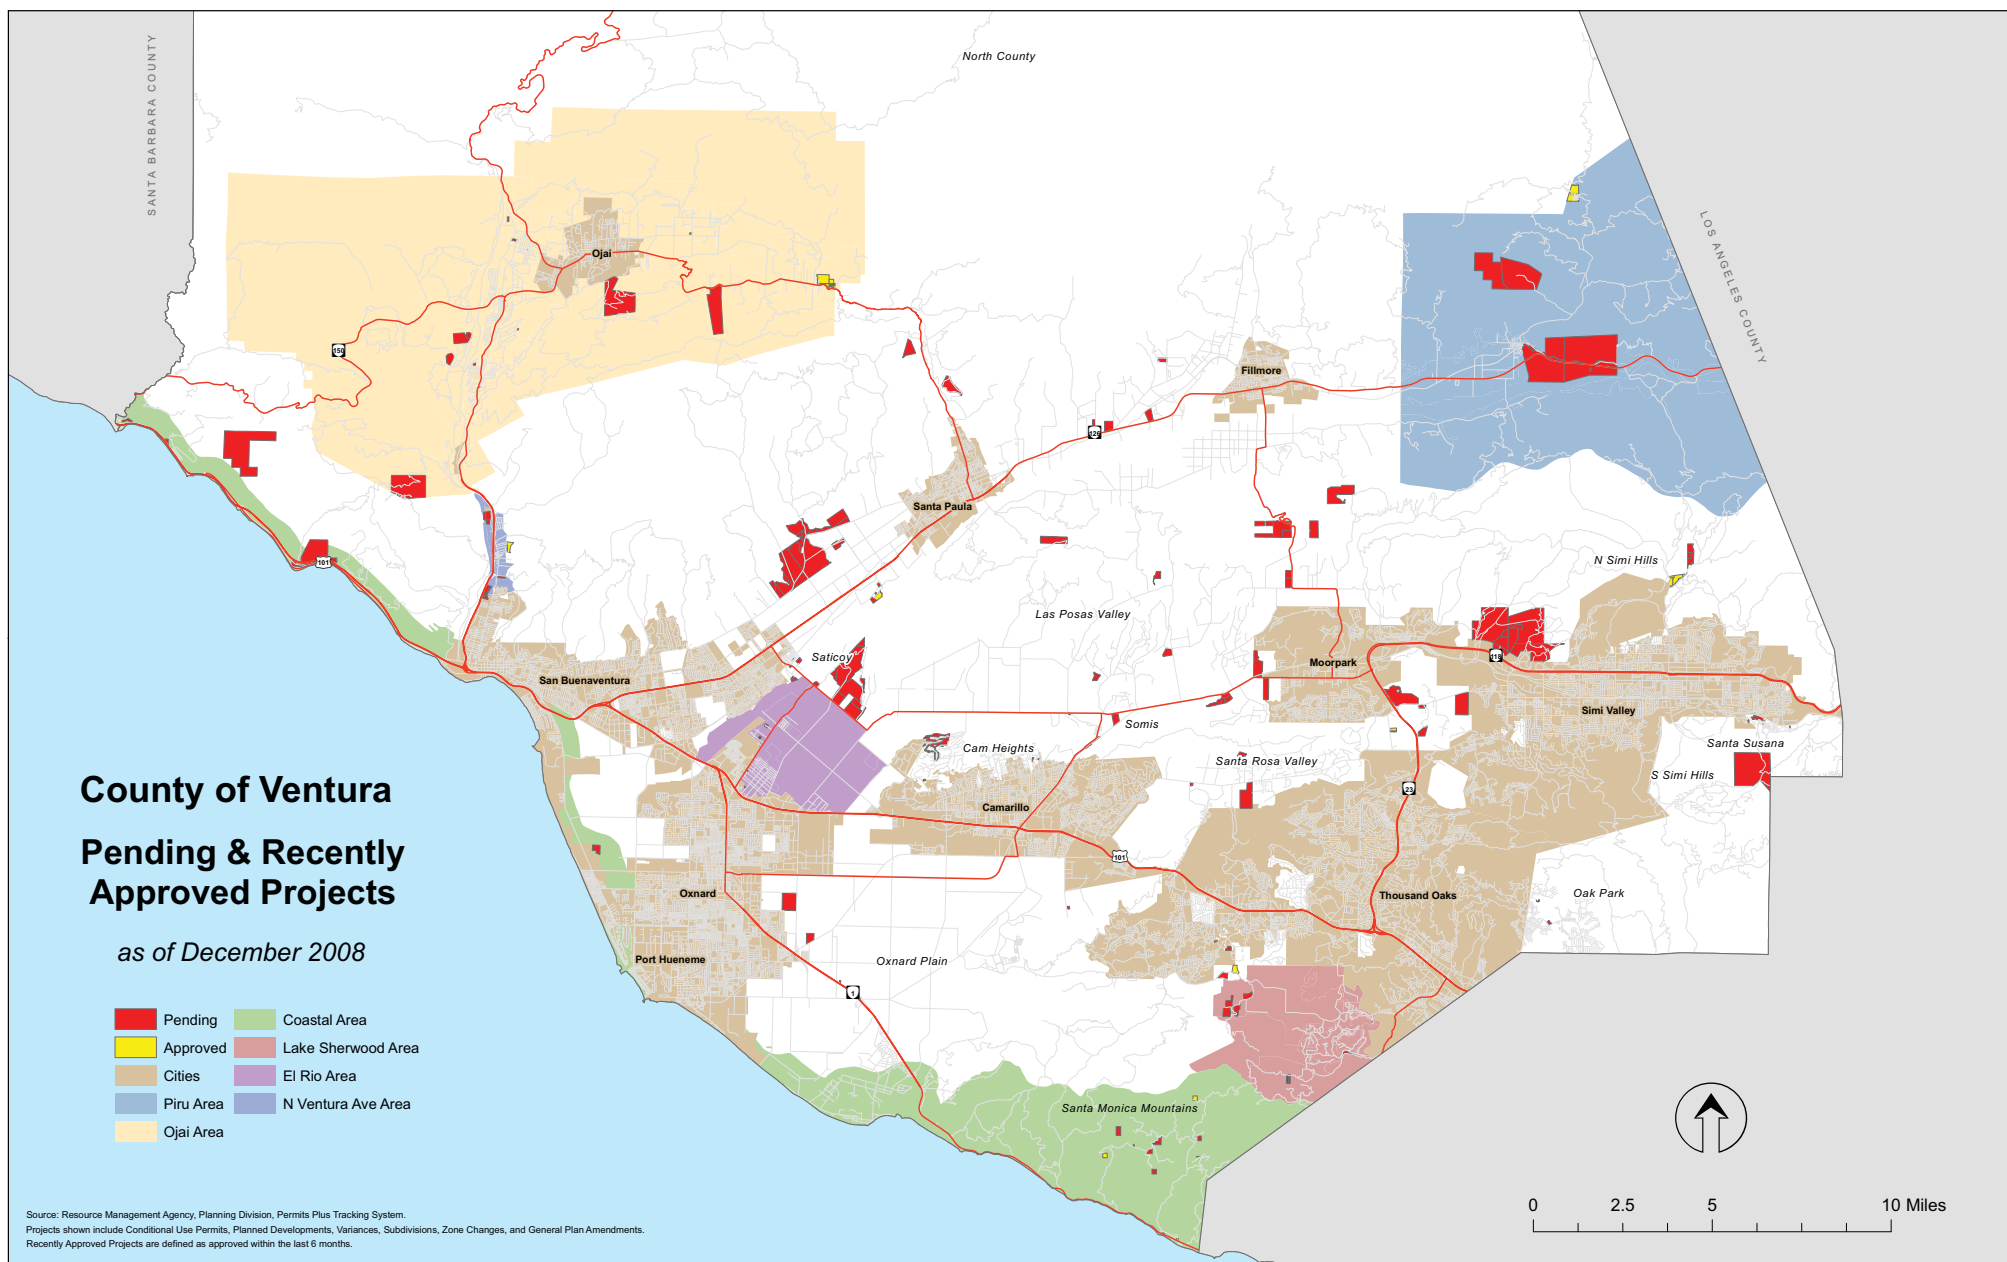 SANTA BARBARA COUNTY
North County
LOS ANGELES COUNTY
Ojai
150
Fillmore
126
Santa Paula
101
N Simi Hills
Las Posas Valley
Saticoy
Moorpark
118
San Buenaventura
Simi Valley
Somis
Cam Heights
Santa Susana
Santa Rosa Valley
S Simi Hills
23
Camarillo
101
Oxnard
Thousand Oaks
Oak Park
Port Hueneme
Oxnard Plain
1
Santa Monica Mountains
County of Ventura
Pending & Recently
Approved Projects
as of December 2008
Pending
Coastal Area
Approved
Lake Sherwood Area
Cities
El Rio Area
Piru Area
N Ventura Ave Area
Ojai Area
0 2.5 5 10 Miles
Source: Resource Management Agency, Planning Division, Permits Plus Tracking System.
Projects shown include Conditional Use Permits, Planned Developments, Variances, Subdivisions, Zone Changes, and General Plan Amendments.
Recently Approved Projects are defined as approved within the last 6 months.